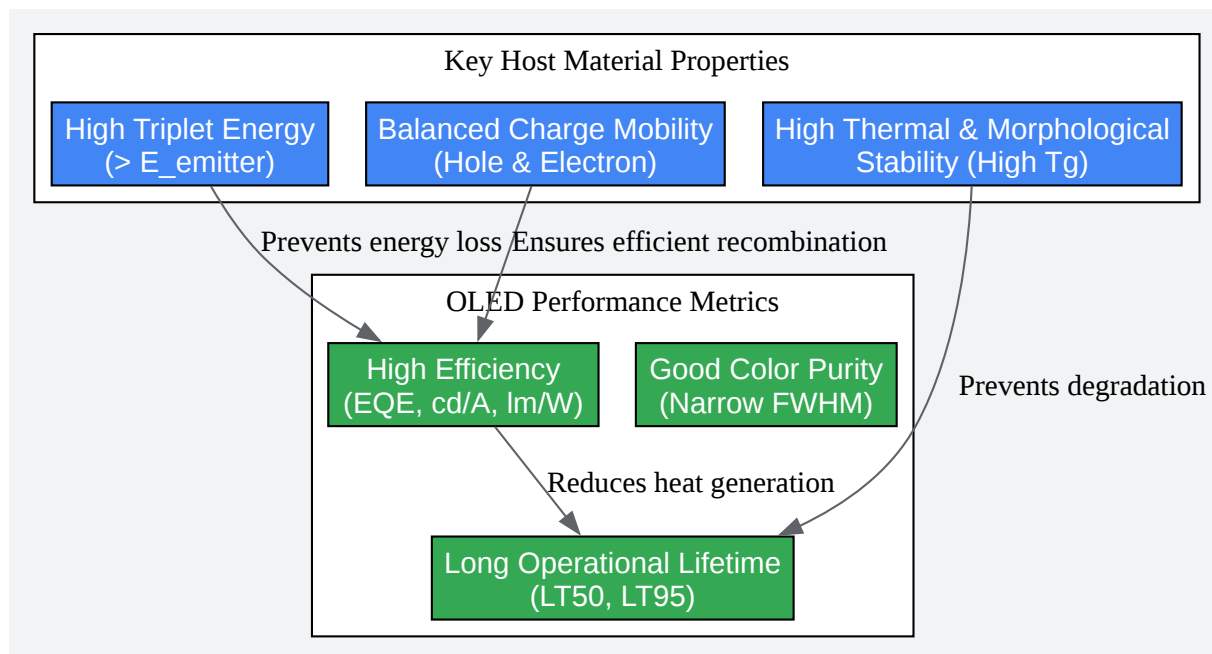 Key Host Material Properties
High Triplet Energy
(> E_emitter)
Balanced Charge Mobility
(Hole & Electron)
High Thermal & Morphological
Stability (High Tg)
Prevents energy loss
Ensures efficient recombination
OLED Performance Metrics
High Efficiency
(EQE, cd/A, lm/W)
Good Color Purity
(Narrow FWHM)
Prevents degradation
Reduces heat generation
Long Operational Lifetime
(LT50, LT95)